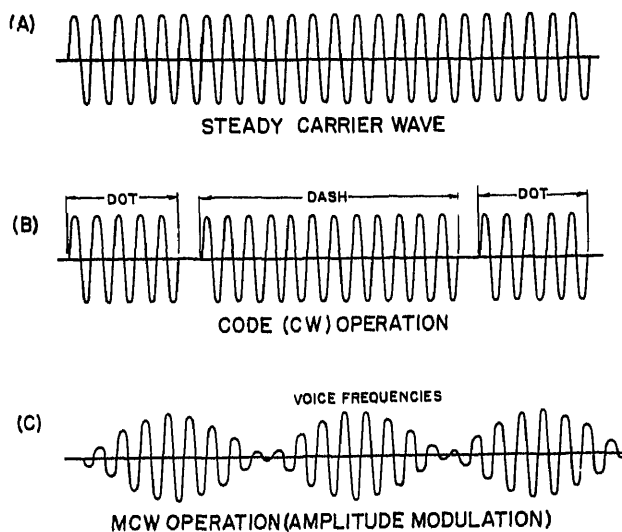 (A)
STEADY CARRIER WAVE
DOT DASH DOT
(B)
CODE (CW) OPERATION
VOICE FREQUENCIES
(C)
MCW OPERATION (AMPLITUDE MODULATION)